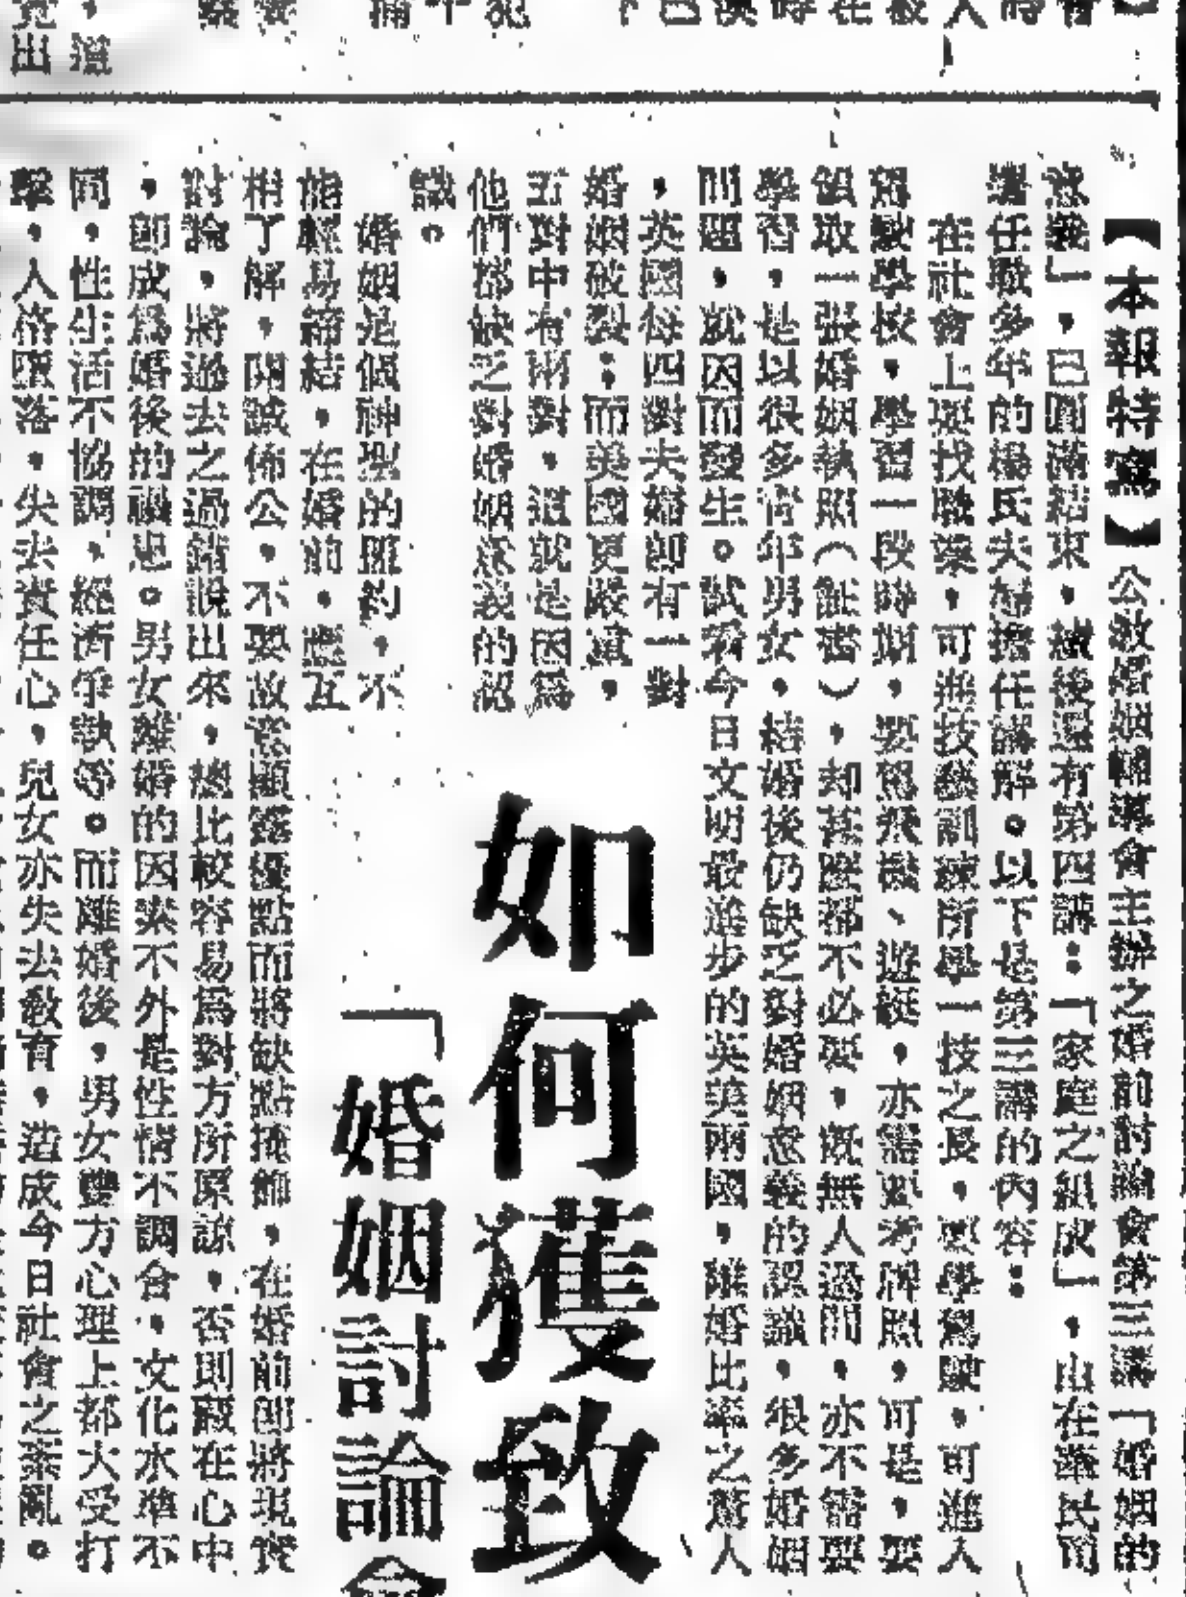 【本報特寫】公教婚姻輔導會主辦之婚前討論會第三講「婚姻的
意義」，已圓滿結束，最後還有第四講：「家庭之組成」，由在華民司
署任職多年的楊民夫婦擔任講解。以下是第三講的內容：
在社會上要找職業，可進技藝訓練所學一技之長，要學駕駛，可進入
駕駛學校，學習一段時期，要駕飛機、遊艇，亦需要考牌照，可是，要
領取一張婚姻執照（証書），却甚麼都不必要，既無人過問，亦不需要
學習，是以很多青年男女，結婚後仍缺乏對婚姻意義的認識，很多婚姻
問題，就因而發生。試看今日文明最進步的英美兩國，離婚比率之驚人
，英國每四對夫婦即有一對
婚姻破裂：而美國更嚴重，
五對中有兩對，這就是因爲
他們都缺乏對婚姻意義的認
識。
婚姻是個神聖的盟約，不
能輕易締結，在婚前，應互
相了解，開誠佈公，不要故意顯露優點而將缺點掩飾，在婚前即將現實
討論，將過去之過錯說出來，總比較容易爲對方所原諒，否則藏在心中
，即成爲婚後的禍患。男女離婚的因素不外是性情不調合，文化水準不
同，性生活不協調，經濟爭執等。而離婚後，男女雙方心理上都大受打
擊，人格墮落，失去責任心，兒女亦失去教育，造成今日社會之紊亂。
如何獲致
「婚姻討論會